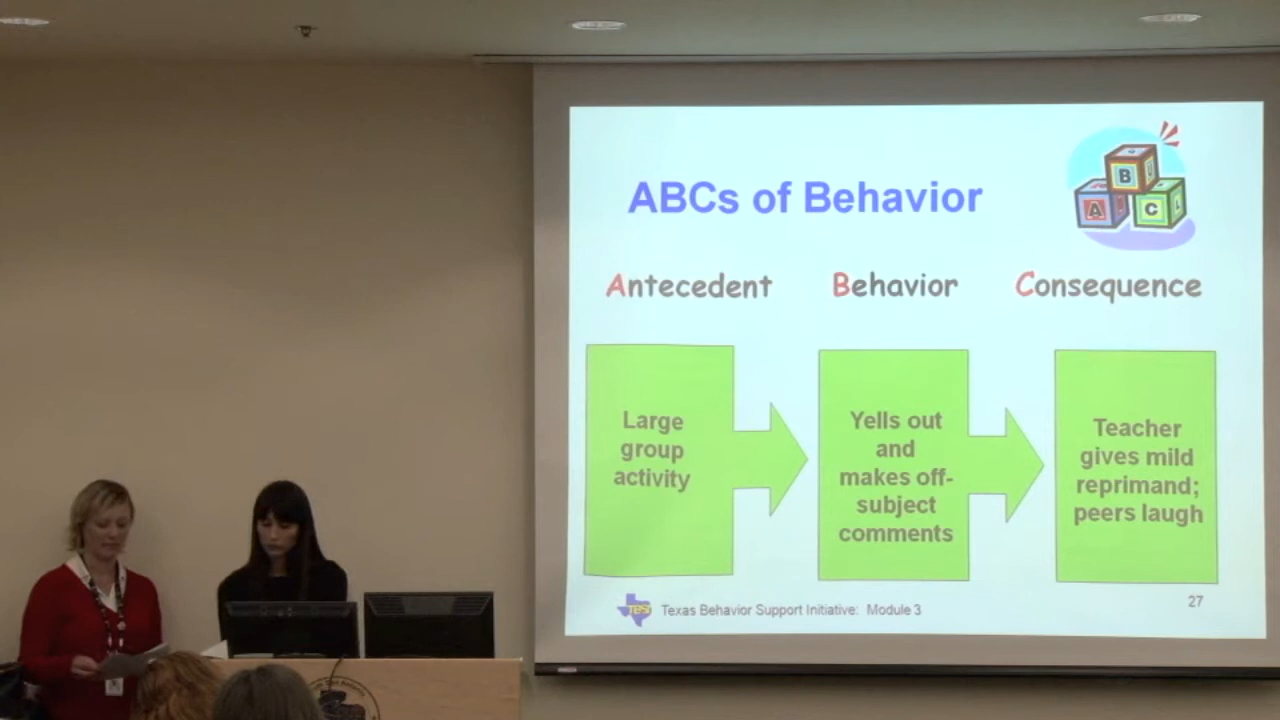 ABCs of Behavior
B
A
C
Antecedent Behavior Consequence
Large
group
activity
Yells out
and
makes off-
subject
comments
Teacher
gives mild
reprimand;
peers laugh
TBSI
Texas Behavior Support Initiative: Module 3
27